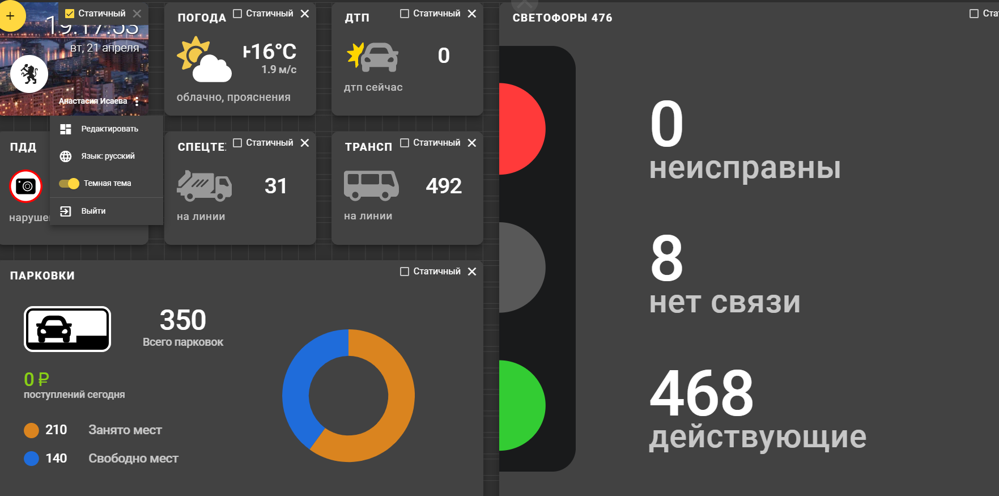 +
Статичный
19:17:53
вт, 21 апреля
Анастасия Исаева
Редактировать
Язык: русский
Темная тема
Выйти
ПОГОДА
Статичный
+16°C
1.9 м/с
облачно, прояснения
ДТП
Статичный
0
дтп сейчас
ПДД
СПЕЦТЕ
Статичный
31
на линии
ТРАНСП
Статичный
492
на линии
ПАРКОВКИ
Статичный
350
Всего парковок
0 ₽
поступлений сегодня
210 Занято мест
140 Свободно мест
СВЕТОФОРЫ 476
0
неисправны
8
нет связи
468
действующие